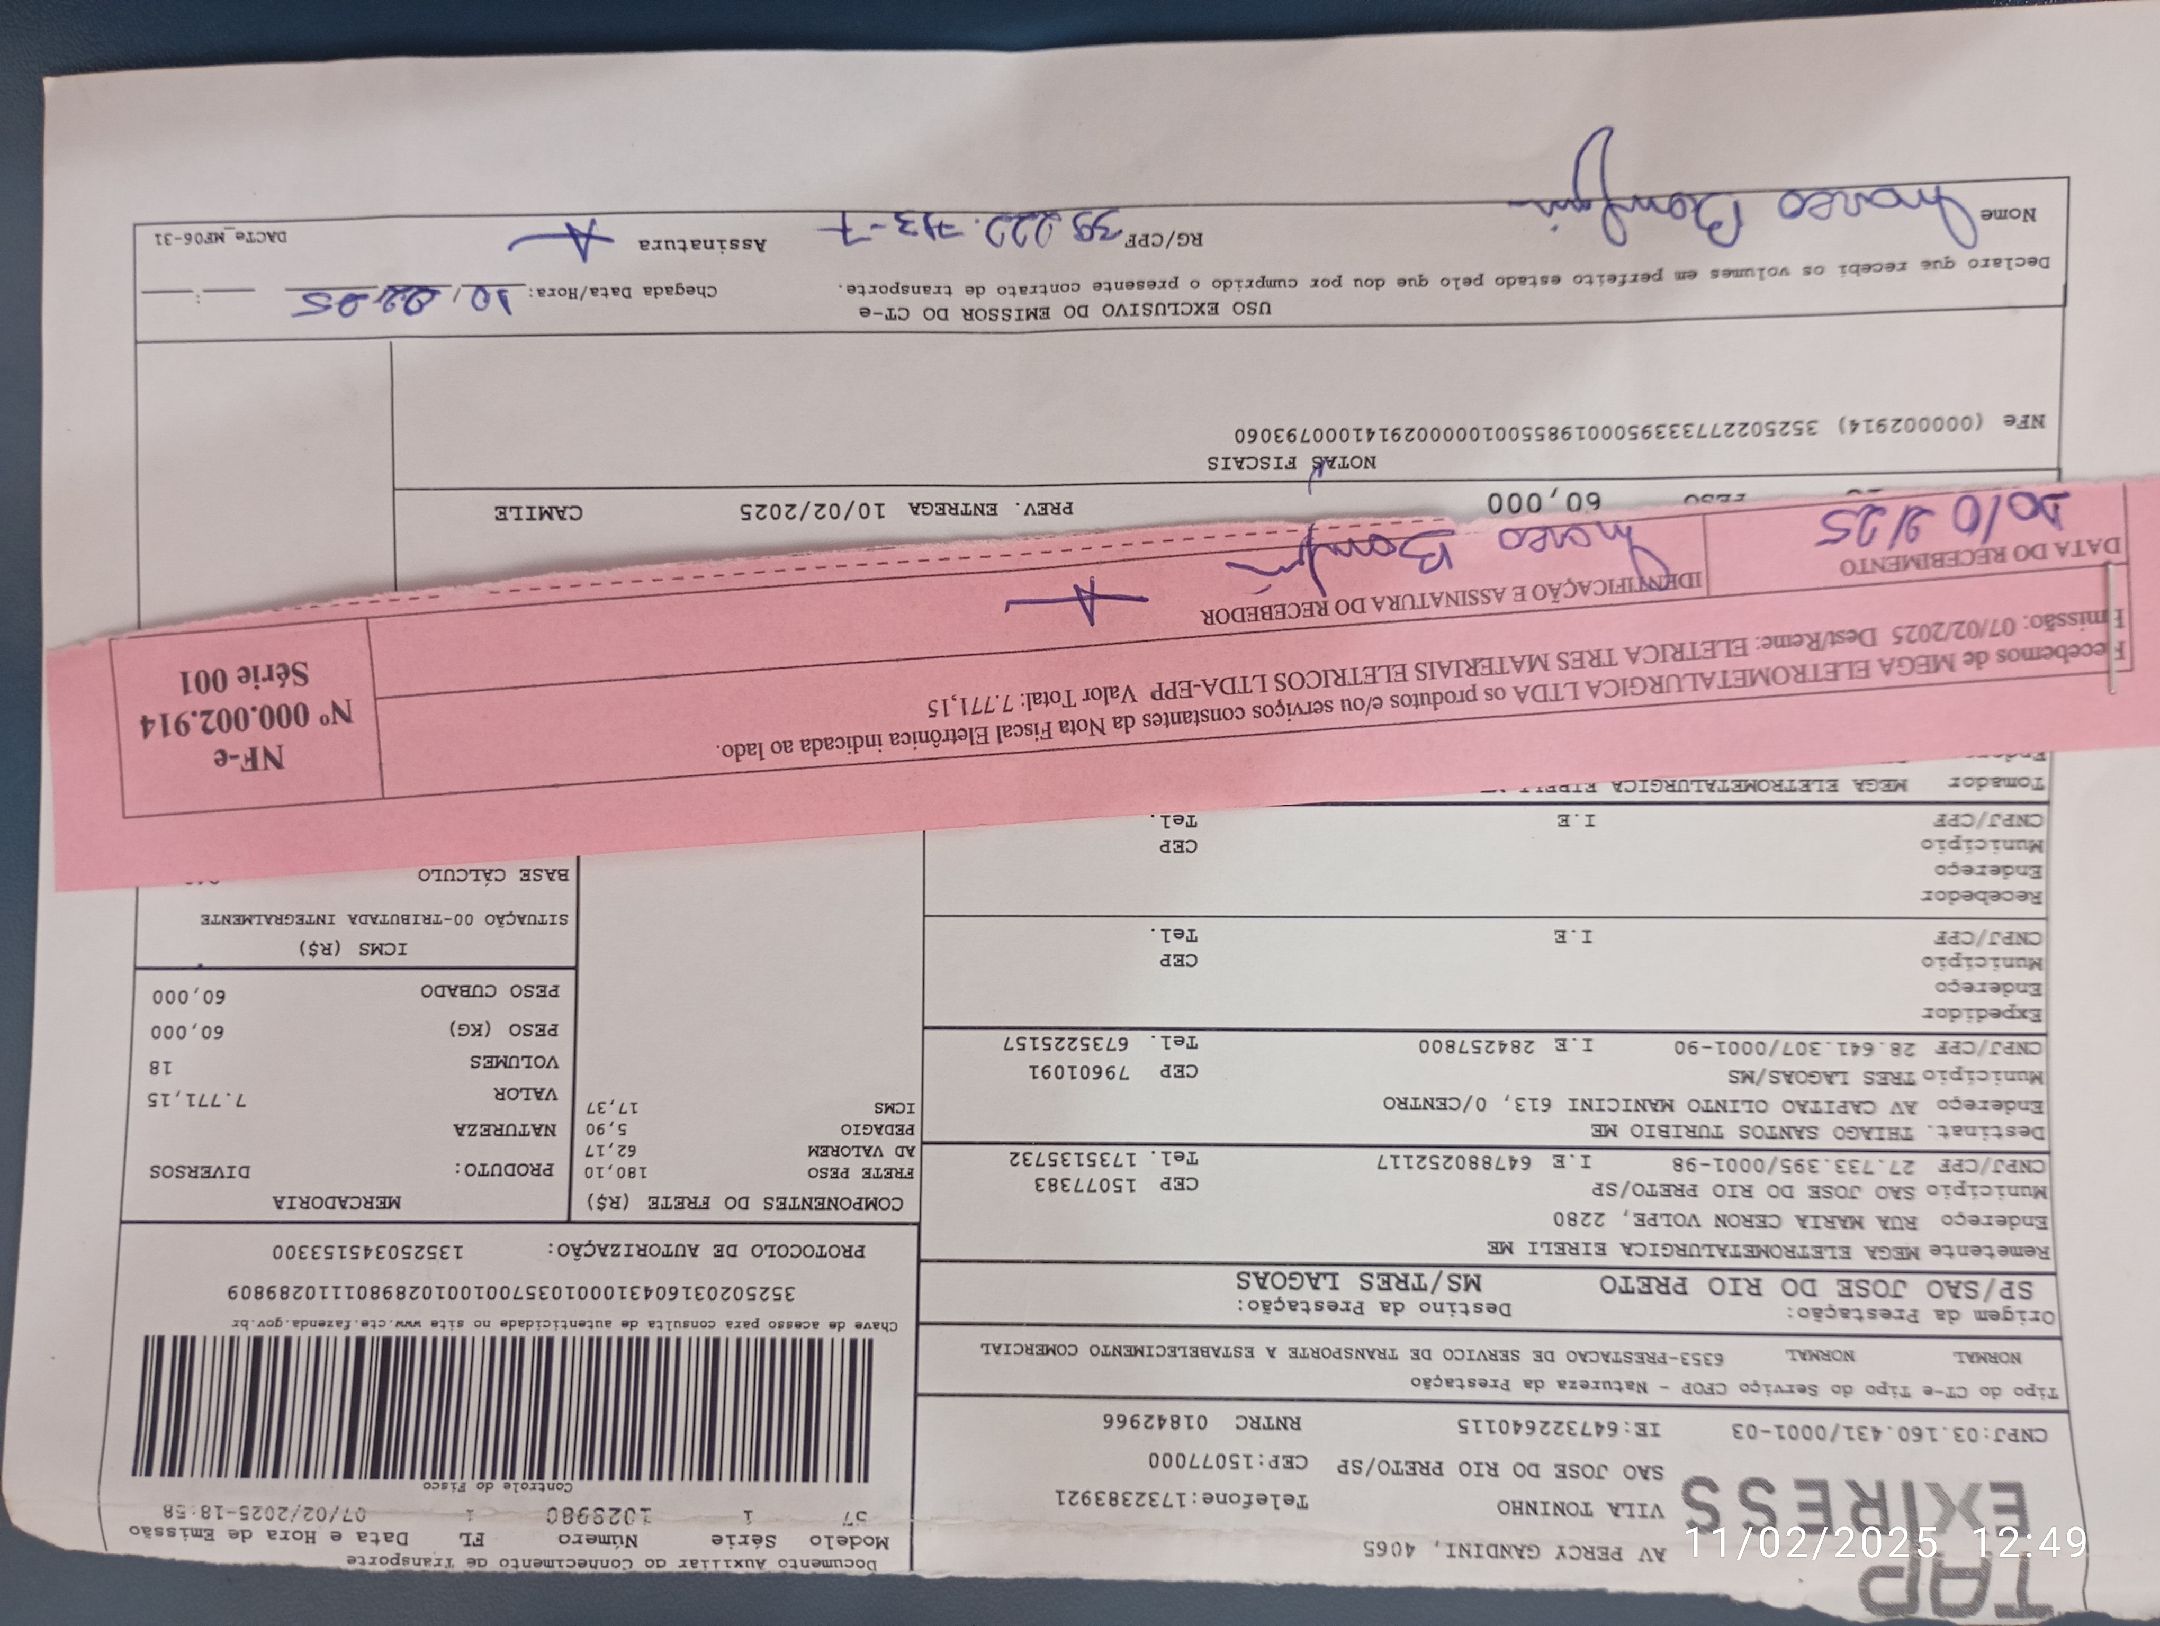 TAP
EXIRESS
AV PERCY GANDINI, 4065
VILA TONINHO Telefone:1732383921
SAO JOSE DO RIO PRETO/SP CEP:15077000
CNPJ:03.160.431/0001-03 IE:647322640115 RNTRC 01842966
Documento Auxiliar do Conhecimento de Transporte
Modelo Série Número FL Data e Hora de Emissão
57 1 1028980 1 07/02/2025-18:58
Controle do Fisco
Chave de acesso para consulta de autenticidade no site www.cte.fazenda.gov.br
35250203160431000103570010010289801110289809
PROTOCOLO DE AUTORIZAÇÃO: 135250345153300
Tipo do CT-e Tipo do Serviço CFOP - Natureza da Prestação
NORMAL NORMAL 6353-PRESTACAO DE SERVICO DE TRANSPORTE A ESTABELECIMENTO COMERCIAL
Origem da Prestação: Destino da Prestação:
SP/SAO JOSE DO RIO PRETO MS/TRES LAGOAS
Remetente MEGA ELETROMETALURGICA EIRELI ME
Endereço RUA MARIA CERON VOLPE, 2280
Município SAO JOSE DO RIO PRETO/SP CEP 15077383
CNPJ/CPF 27.733.395/0001-98 I.E 647880252117 Tel. 1735135732
Destinat. THIAGO SANTOS TURIBIO ME
Endereço AV CAPITAO OLINTO MANICINI 613, 0/CENTRO
Município TRES LAGOAS/MS CEP 79601091
CNPJ/CPF 28.641.307/0001-90 I.E 284257800 Tel. 6735225157
Expedidor
Endereço
Município CEP
CNPJ/CPF I.E Tel.
Recebedor
Endereço
Município CEP
CNPJ/CPF I.E Tel.
Tomador MEGA ELETROMETALURGICA EIRELI
COMPONENTES DO FRETE (R$)
FRETE PESO 180,10
AD VALOREM 62,17
PEDAGIO 5,90
ICMS 17,37
MERCADORIA
PRODUTO: DIVERSOS
NATUREZA
VALOR 7.771,15
VOLUMES 18
PESO (KG) 60,000
PESO CUBADO 60,000
ICMS (R$)
SITUAÇÃO 00-TRIBUTADA INTEGRALMENTE
BASE CÁLCULO
Recebemos de MEGA ELETROMETALURGICA LTDA os produtos e/ou serviços constantes da Nota Fiscal Eletrônica indicada ao lado.
Emissão: 07/02/2025 Dest/Reme: ELETRICA TRES MATERIAIS ELETRICOS LTDA-EPP Valor Total: 7.771,15
DATA DO RECEBIMENTO
IDENTIFICAÇÃO E ASSINATURA DO RECEBEDOR
NF-e
Nº 000.002.914
Série 001
PESO 60,000 PREV. ENTREGA 10/02/2025 CAMILE
NOTAS FISCAIS
NFe (000002914) 35250227733395000198550010000029141000793060
USO EXCLUSIVO DO EMISSOR DO CT-e
Declaro que recebi os volumes em perfeito estado pelo que dou por cumprido o presente contrato de transporte.
Chegada Data/Hora: 10/02/25 :
Nome RG/CPF 39.222.713-7 Assinatura
DACTe_MF06-31
11/02/2025 12:49